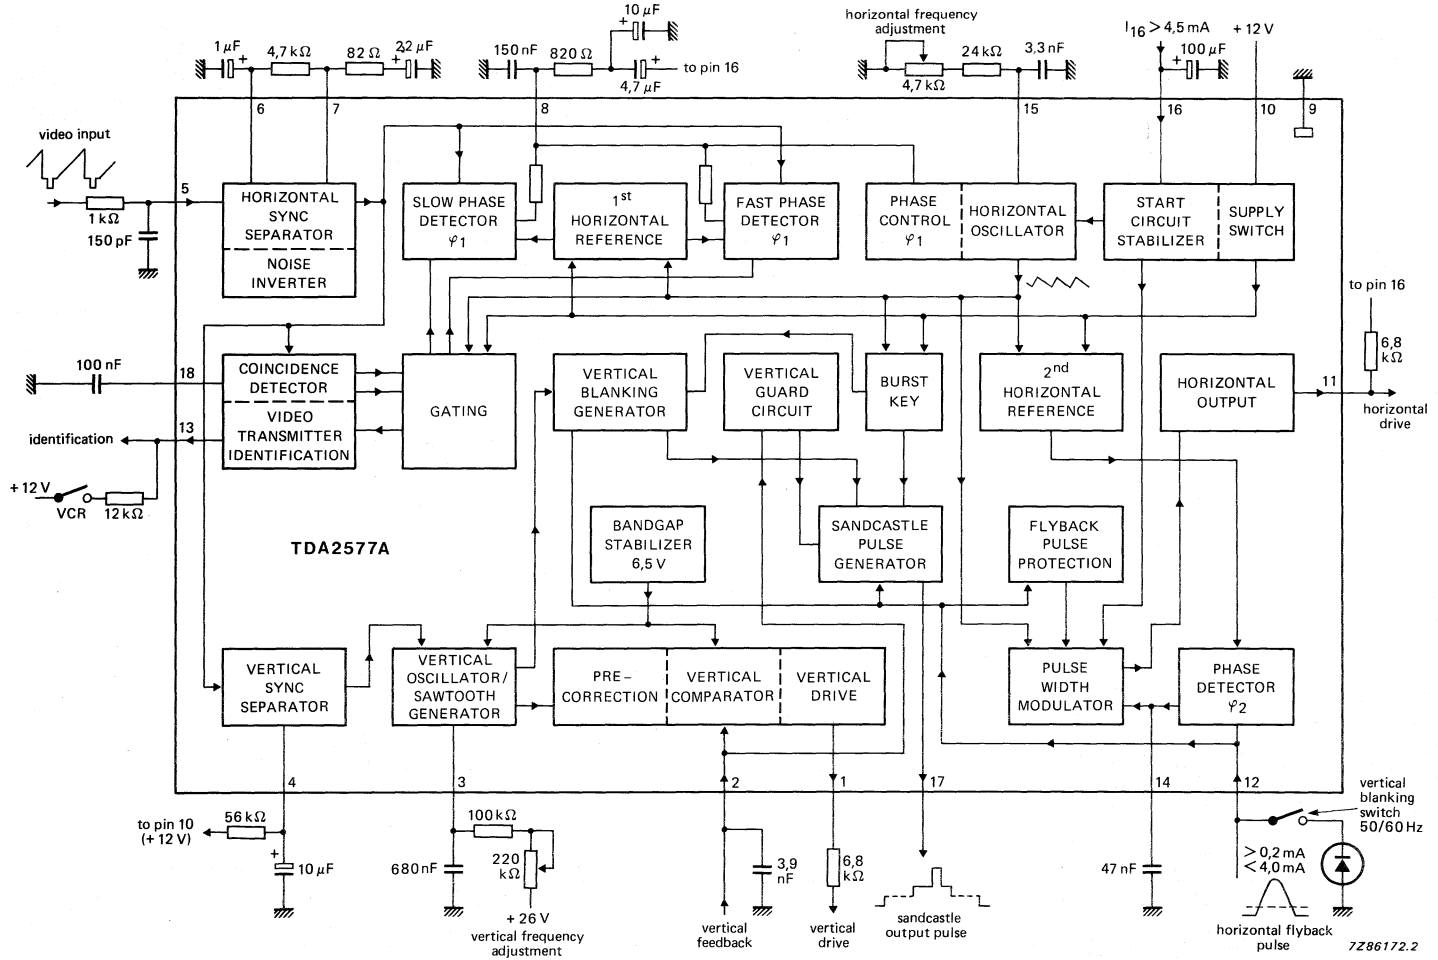 1 μF
4,7 kΩ
82 Ω
2,2 μF
+
+
150 nF
820 Ω
10 μF
+
+
4,7 μF
to pin 16
horizontal frequency
adjustment
4,7 kΩ
24 kΩ
3,3 nF
I16 > 4,5 mA
+
100 μF
+ 12 V
6
7
8
15
16
10
9
video input
1 kΩ
150 pF
5
HORIZONTAL
SYNC
SEPARATOR
NOISE
INVERTER
SLOW PHASE
DETECTOR
φ1
1st
HORIZONTAL
REFERENCE
FAST PHASE
DETECTOR
φ1
PHASE
CONTROL
φ1
HORIZONTAL
OSCILLATOR
START
CIRCUIT
STABILIZER
SUPPLY
SWITCH
to pin 16
6,8
kΩ
100 nF
18
COINCIDENCE
DETECTOR
VIDEO
TRANSMITTER
IDENTIFICATION
GATING
VERTICAL
BLANKING
GENERATOR
VERTICAL
GUARD
CIRCUIT
BURST
KEY
2nd
HORIZONTAL
REFERENCE
HORIZONTAL
OUTPUT
11
horizontal
drive
identification
13
+ 12 V
VCR
12 kΩ
TDA2577A
BANDGAP
STABILIZER
6,5 V
SANDCASTLE
PULSE
GENERATOR
FLYBACK
PULSE
PROTECTION
VERTICAL
SYNC
SEPARATOR
VERTICAL
OSCILLATOR/
SAWTOOTH
GENERATOR
PRE-
CORRECTION
VERTICAL
COMPARATOR
VERTICAL
DRIVE
PULSE
WIDTH
MODULATOR
PHASE
DETECTOR
φ2
4
3
2
1
17
14
12
to pin 10
(+ 12 V)
56 kΩ
+
10 μF
680 nF
100 kΩ
220
kΩ
+ 26 V
vertical frequency
adjustment
3,9
nF
vertical
feedback
6,8
kΩ
vertical
drive
sandcastle
output pulse
47 nF
> 0,2 mA
< 4,0 mA
horizontal flyback
pulse
vertical
blanking
switch
50/60 Hz
7Z86172.2